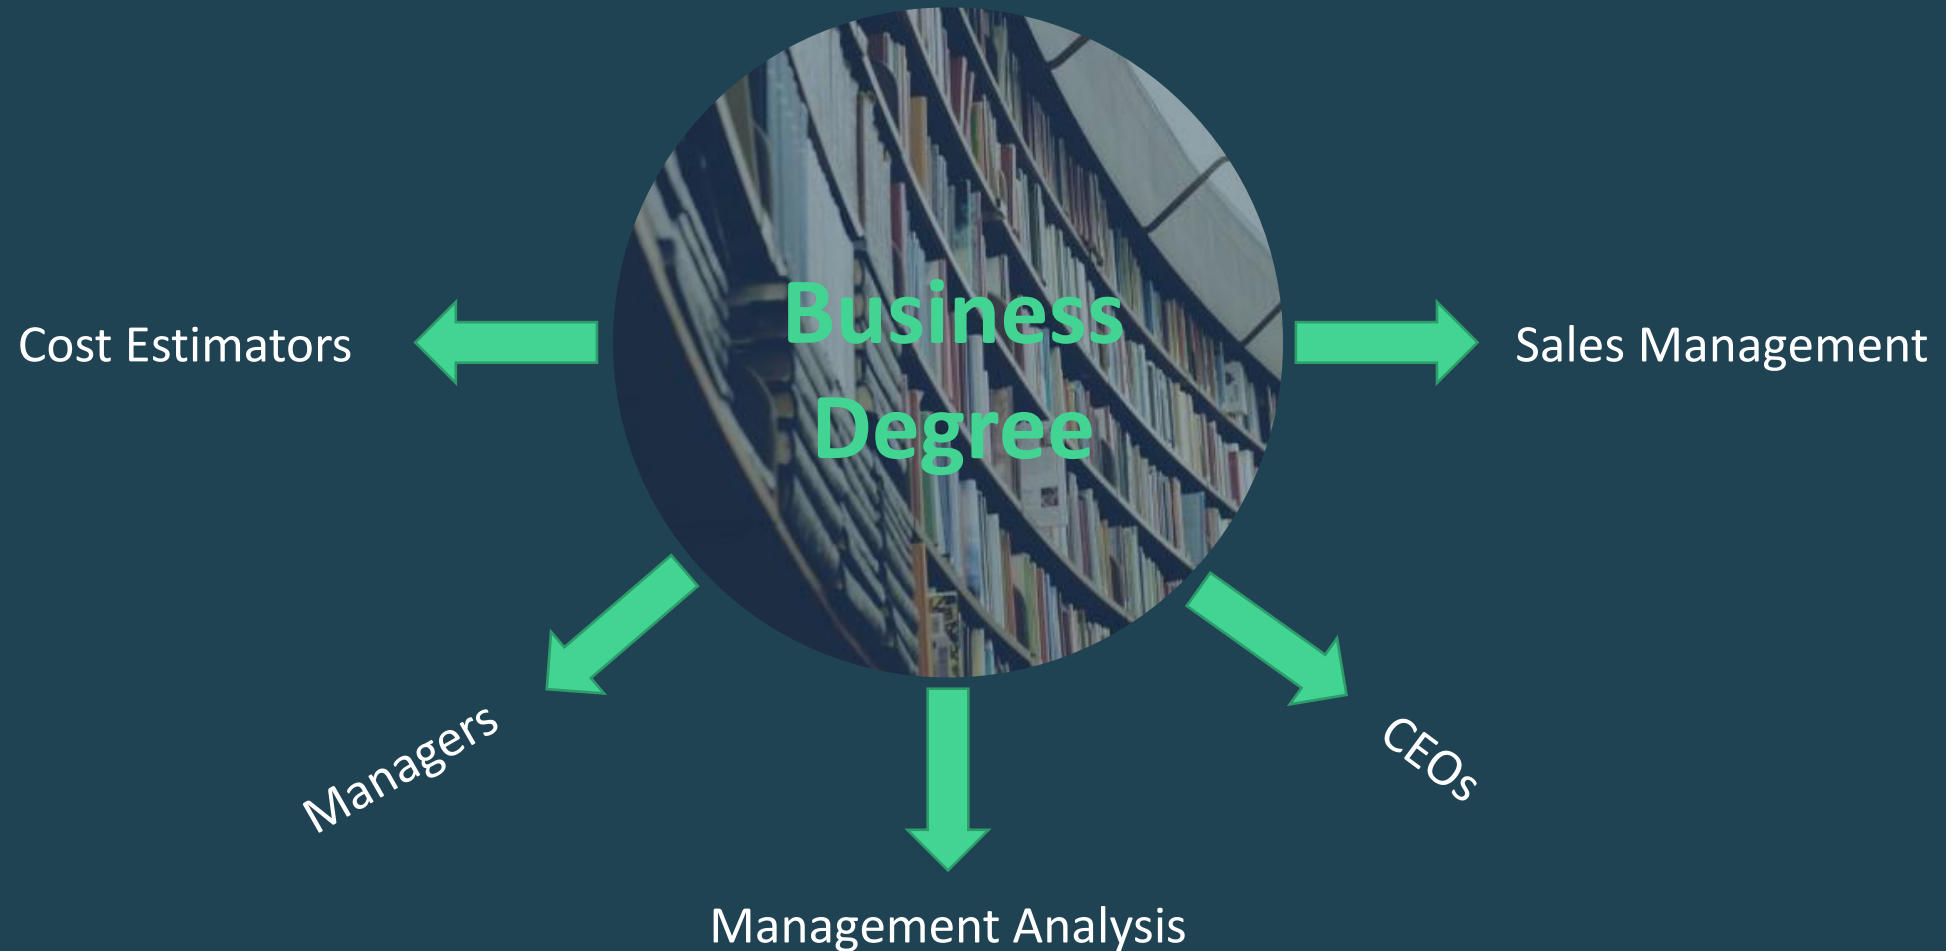 Business
Degree
Cost Estimators
Sales Management
Managers
CEOs
Management Analysis